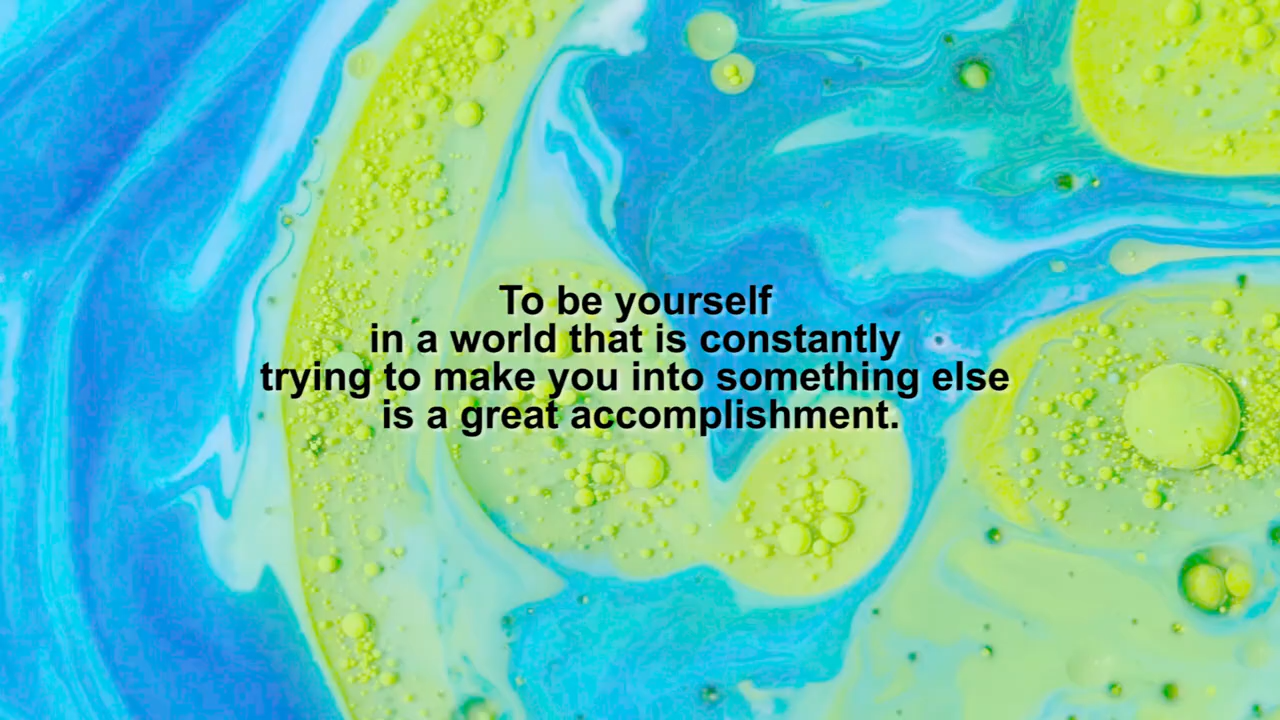 To be yourself
in a world that is constantly
trying to make you into something else
is a great accomplishment.